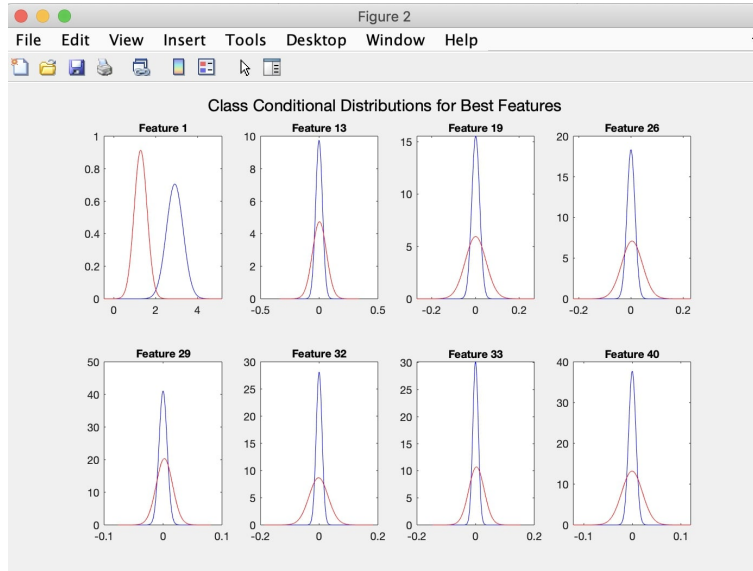 Figure 2
File Edit View Insert Tools Desktop Window Help
Class Conditional Distributions for Best Features
Feature 1
1
0.8
0.6
0.4
0.2
0
0 2 4
Feature 13
10
8
6
4
2
0
-0.5 0 0.5
Feature 19
15
10
5
0
-0.2 0 0.2
Feature 26
20
15
10
5
0
-0.2 0 0.2
Feature 29
50
40
30
20
10
0
-0.1 0 0.1
Feature 32
30
25
20
15
10
5
0
-0.2 0 0.2
Feature 33
30
25
20
15
10
5
0
-0.2 0 0.2
Feature 40
40
30
20
10
0
-0.1 0 0.1